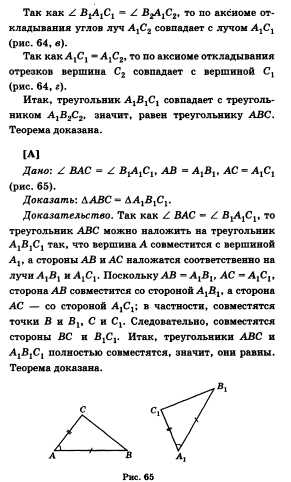 Так как ∠ B₁A₁C₁ = ∠ B₂A₁C₂, то по аксиоме от-
кладывания углов луч A₁C₂ совпадает с лучом A₁C₁
(рис. 64, в).
Так как A₁C₁ = A₁C₂, то по аксиоме откладывания
отрезков вершина C₂ совпадает с вершиной C₁
(рис. 64, г).
Итак, треугольник A₁B₁C₁ совпадает с треуголь-
ником A₁B₂C₂, значит, равен треугольнику ABC.
Теорема доказана.
[А]
Дано: ∠ BAC = ∠ B₁A₁C₁, AB = A₁B₁, AC = A₁C₁
(рис. 65).
Доказать: △ABC = △A₁B₁C₁.
Доказательство. Так как ∠ BAC = ∠ B₁A₁C₁, то
треугольник ABC можно наложить на треугольник
A₁B₁C₁ так, что вершина A совместится с вершиной
A₁, а стороны AB и AC наложатся соответственно на
лучи A₁B₁ и A₁C₁. Поскольку AB = A₁B₁, AC = A₁C₁,
сторона AB совместится со стороной A₁B₁, а сторона
AC — со стороной A₁C₁; в частности, совместятся
точки B и B₁, C и C₁. Следовательно, совместятся
стороны BC и B₁C₁. Итак, треугольники ABC и
A₁B₁C₁ полностью совместятся, значит, они равны.
Теорема доказана.
B₁
C
C₁
A
B
A₁
Рис. 65